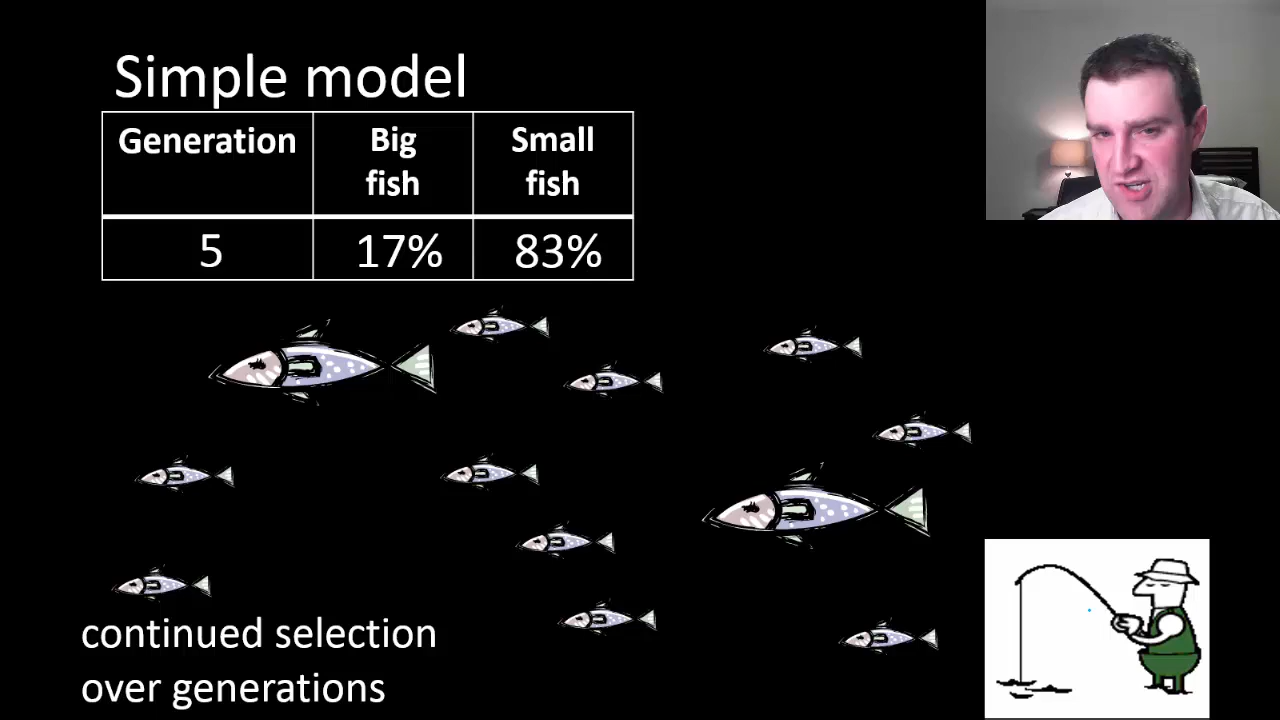 Simple model
Generation Big fish Small fish
5 17% 83%
continued selection
over generations